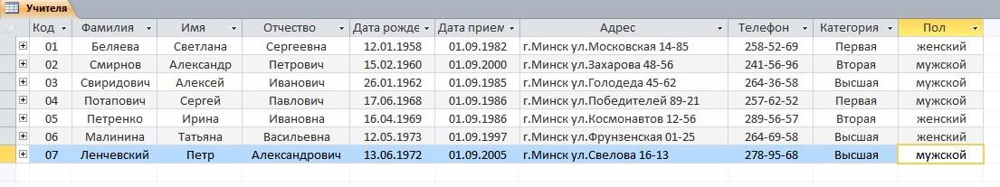 Учителя
Код Фамилия Имя Отчество Дата рожде Дата прием Адрес Телефон Категория Пол
01 Беляева Светлана Сергеевна 12.01.1958 01.09.1982 г.Минск ул.Московская 14-85 258-52-69 Первая женский
02 Смирнов Александр Петрович 15.02.1960 01.09.2000 г.Минск ул.Захарова 48-56 241-56-96 Вторая мужской
03 Свиридович Алексей Иванович 26.01.1962 01.09.1985 г.Минск ул.Голодеда 45-62 264-36-58 Высшая мужской
04 Потапович Сергей Павлович 17.06.1968 01.09.1986 г.Минск ул.Победителей 89-21 257-62-52 Первая мужской
05 Петренко Ирина Ивановна 16.04.1969 01.09.1986 г.Минск ул.Космонавтов 12-56 289-56-57 Вторая женский
06 Малинина Татьяна Васильевна 12.05.1973 01.09.1997 г.Минск ул.Фрунзенская 01-25 264-69-58 Высшая женский
07 Ленчевский Петр Александрович 13.06.1972 01.09.2005 г.Минск ул.Свелова 16-13 278-95-68 Высшая мужской